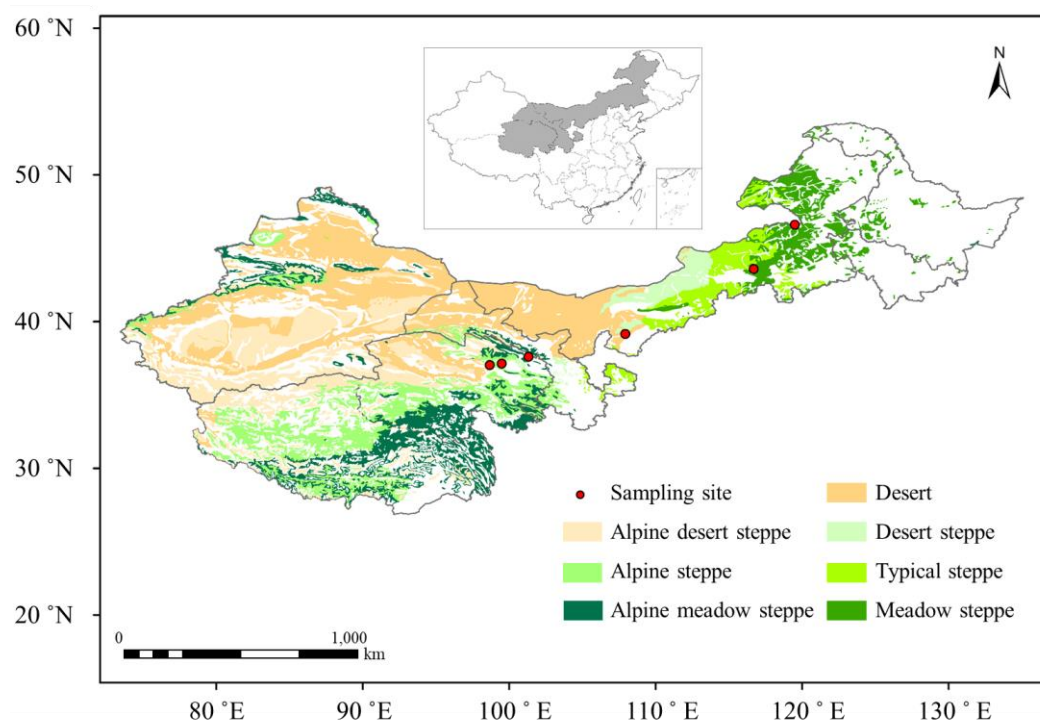 60 ˚N
N
50 ˚N
40 ˚N
30 ˚N
20 ˚N
Sampling site
Desert
Alpine desert steppe
Desert steppe
Alpine steppe
Typical steppe
Alpine meadow steppe
Meadow steppe
0
1,000
km
80 ˚E
90 ˚E
100 ˚E
110 ˚E
120 ˚E
130 ˚E